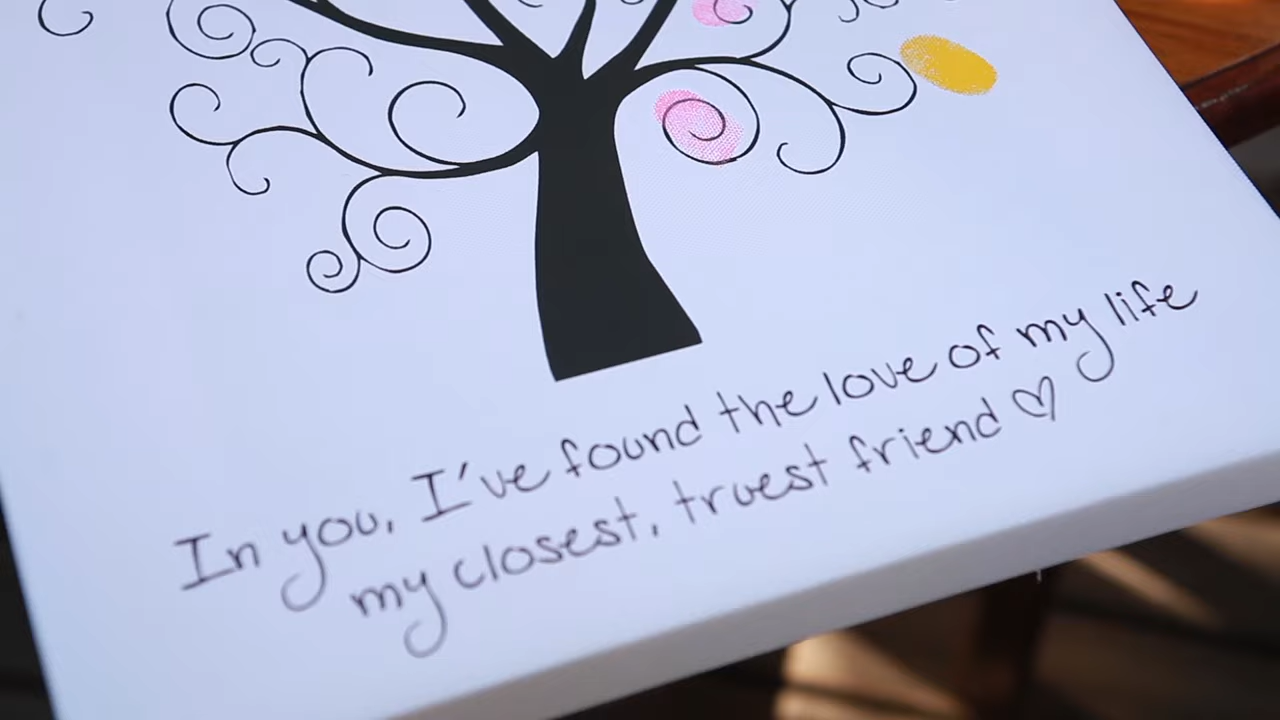 In you, I've found the love of my life
my closest, truest friend ♡